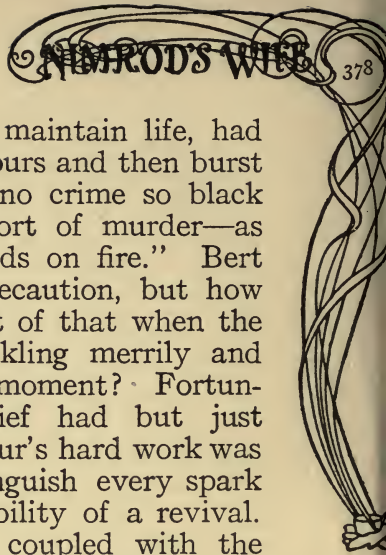 NIMROD'S WIFE 378
maintain life, had
ours and then burst
no crime so black
ort of murder—as
ds on fire." Bert
ecaution, but how
t of that when the
kling merrily and
moment? Fortun-
ief had but just
ur's hard work was
nguish every spark
bility of a revival.
coupled with the